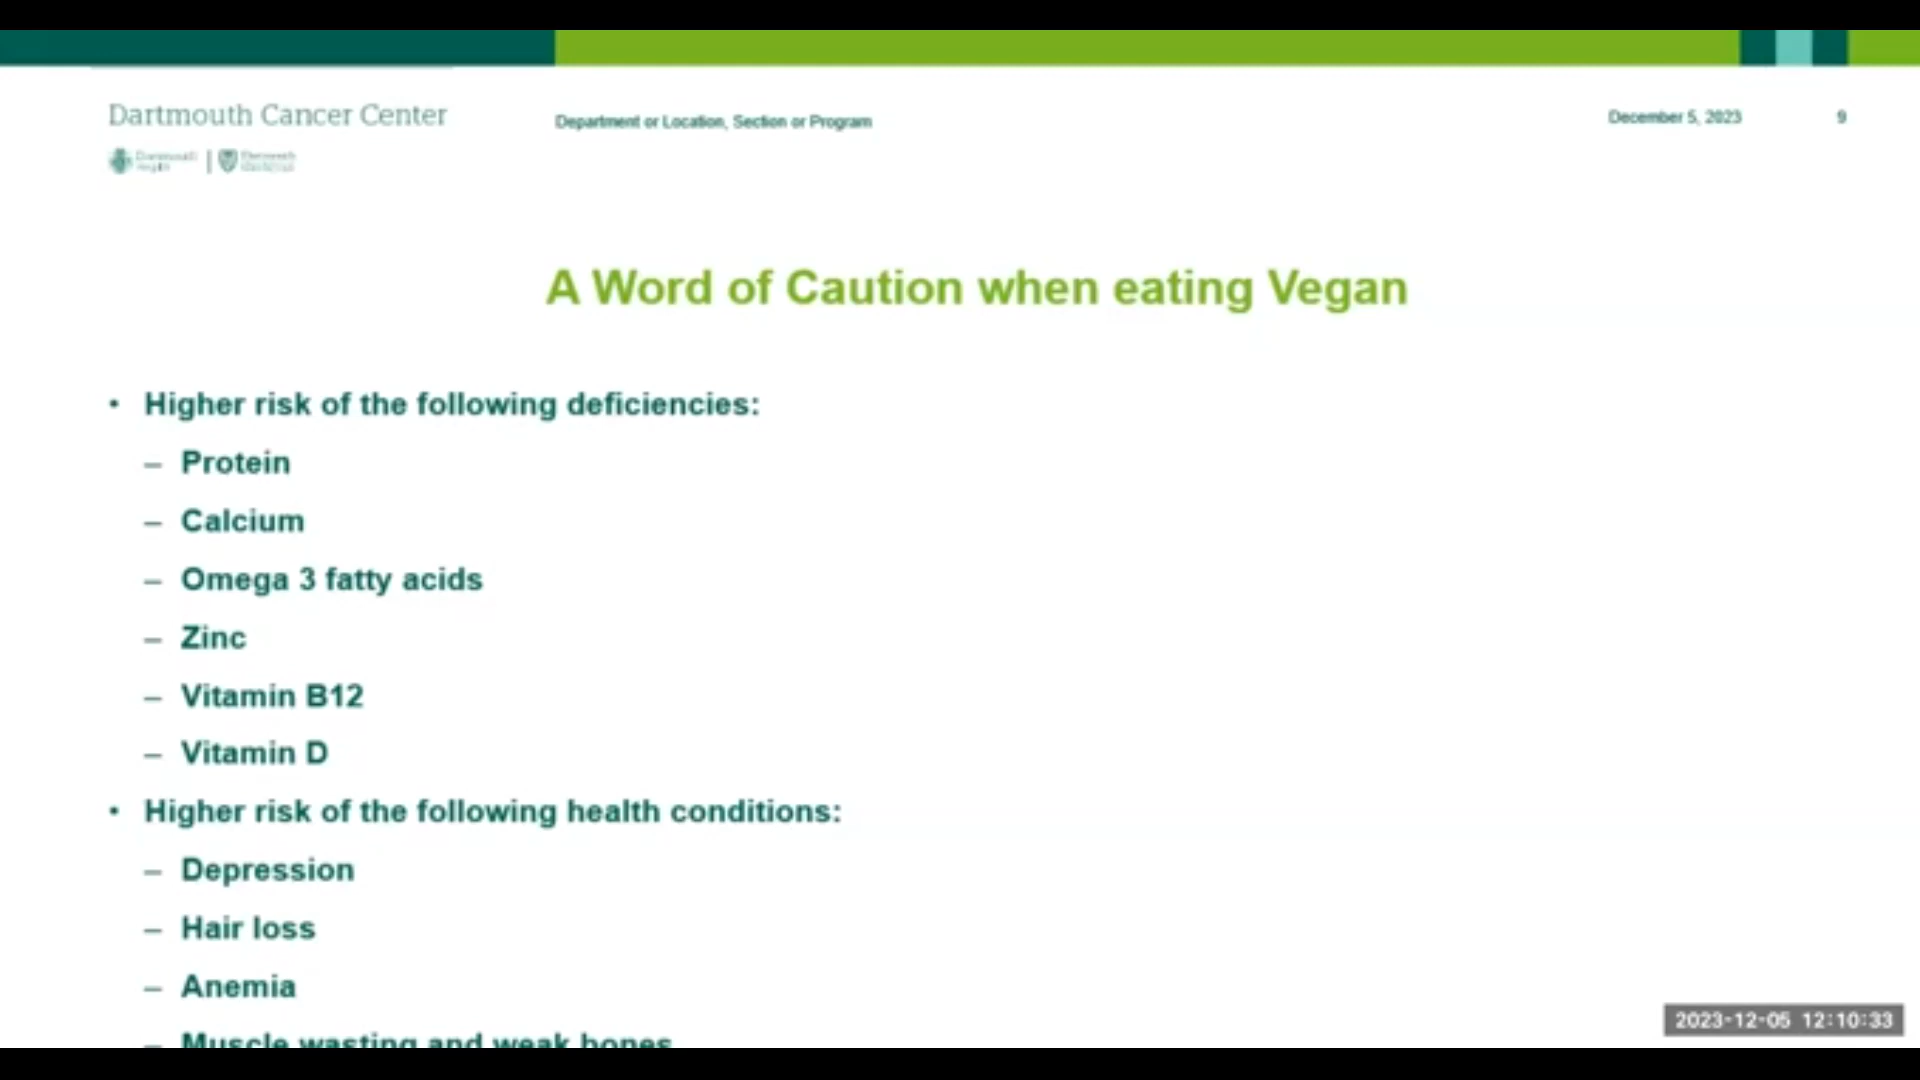 Dartmouth Cancer Center
Department or Location, Section or Program
December 5, 2023
9
A Word of Caution when eating Vegan
• Higher risk of the following deficiencies:
– Protein
– Calcium
– Omega 3 fatty acids
– Zinc
– Vitamin B12
– Vitamin D
• Higher risk of the following health conditions:
– Depression
– Hair loss
– Anemia
– Muscle wasting and weak bones
2023-12-05 12:10:33